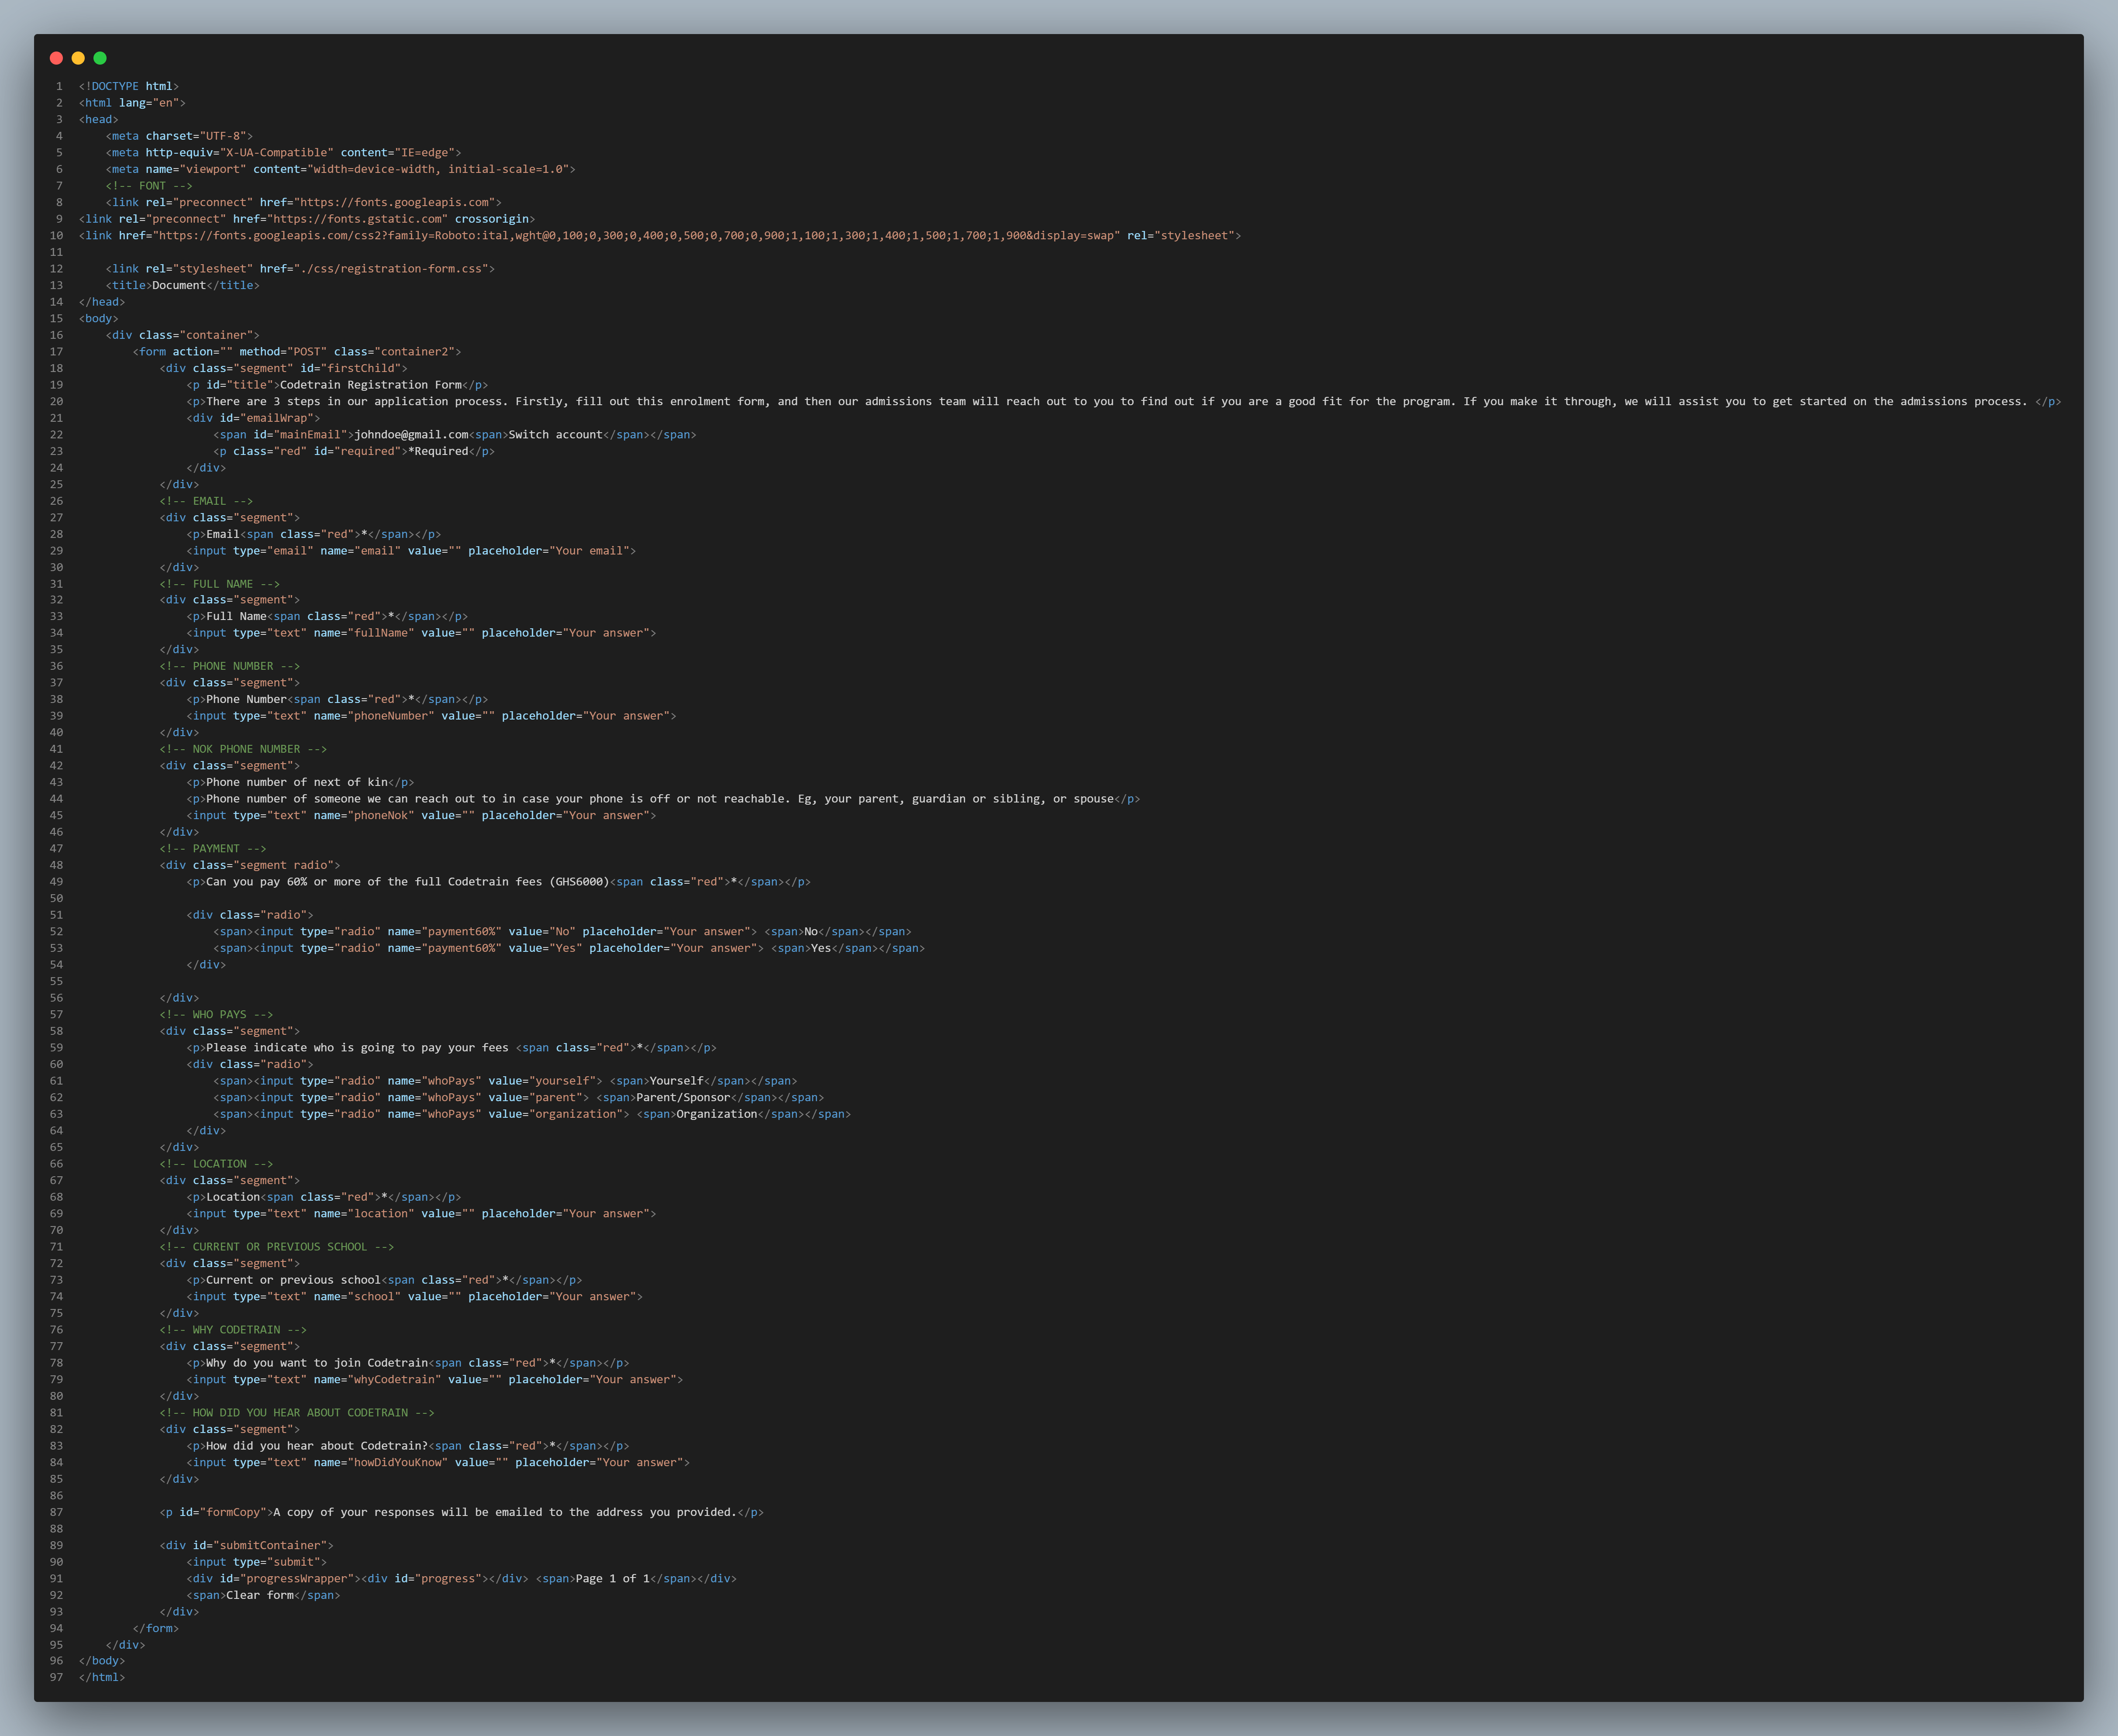 1 <!DOCTYPE html>
2 <html lang="en">
3 <head>
4     <meta charset="UTF-8">
5     <meta http-equiv="X-UA-Compatible" content="IE=edge">
6     <meta name="viewport" content="width=device-width, initial-scale=1.0">
7     <!-- FONT -->
8     <link rel="preconnect" href="https://fonts.googleapis.com">
9 <link rel="preconnect" href="https://fonts.gstatic.com" crossorigin>
10 <link href="https://fonts.googleapis.com/css2?family=Roboto:ital,wght@0,100;0,300;0,400;0,500;0,700;0,900;1,100;1,300;1,400;1,500;1,700;1,900&display=swap" rel="stylesheet">
11
12     <link rel="stylesheet" href="./css/registration-form.css">
13     <title>Document</title>
14 </head>
15 <body>
16     <div class="container">
17         <form action="" method="POST" class="container2">
18             <div class="segment" id="firstChild">
19                 <p id="title">Codetrain Registration Form</p>
20                 <p>There are 3 steps in our application process. Firstly, fill out this enrolment form, and then our admissions team will reach out to you to find out if you are a good fit for the program. If you make it through, we will assist you to get started on the admissions process. </p>
21                 <div id="emailWrap">
22                     <span id="mainEmail">johndoe@gmail.com<span>Switch account</span></span>
23                     <p class="red" id="required">*Required</p>
24                 </div>
25             </div>
26             <!-- EMAIL -->
27             <div class="segment">
28                 <p>Email<span class="red">*</span></p>
29                 <input type="email" name="email" value="" placeholder="Your email">
30             </div>
31             <!-- FULL NAME -->
32             <div class="segment">
33                 <p>Full Name<span class="red">*</span></p>
34                 <input type="text" name="fullName" value="" placeholder="Your answer">
35             </div>
36             <!-- PHONE NUMBER -->
37             <div class="segment">
38                 <p>Phone Number<span class="red">*</span></p>
39                 <input type="text" name="phoneNumber" value="" placeholder="Your answer">
40             </div>
41             <!-- NOK PHONE NUMBER -->
42             <div class="segment">
43                 <p>Phone number of next of kin</p>
44                 <p>Phone number of someone we can reach out to in case your phone is off or not reachable. Eg, your parent, guardian or sibling, or spouse</p>
45                 <input type="text" name="phoneNok" value="" placeholder="Your answer">
46             </div>
47             <!-- PAYMENT -->
48             <div class="segment radio">
49                 <p>Can you pay 60% or more of the full Codetrain fees (GHS6000)<span class="red">*</span></p>
50
51                 <div class="radio">
52                     <span><input type="radio" name="payment60%" value="No" placeholder="Your answer"> <span>No</span></span>
53                     <span><input type="radio" name="payment60%" value="Yes" placeholder="Your answer"> <span>Yes</span></span>
54                 </div>
55
56             </div>
57             <!-- WHO PAYS -->
58             <div class="segment">
59                 <p>Please indicate who is going to pay your fees <span class="red">*</span></p>
60                 <div class="radio">
61                     <span><input type="radio" name="whoPays" value="yourself"> <span>Yourself</span></span>
62                     <span><input type="radio" name="whoPays" value="parent"> <span>Parent/Sponsor</span></span>
63                     <span><input type="radio" name="whoPays" value="organization"> <span>Organization</span></span>
64                 </div>
65             </div>
66             <!-- LOCATION -->
67             <div class="segment">
68                 <p>Location<span class="red">*</span></p>
69                 <input type="text" name="location" value="" placeholder="Your answer">
70             </div>
71             <!-- CURRENT OR PREVIOUS SCHOOL -->
72             <div class="segment">
73                 <p>Current or previous school<span class="red">*</span></p>
74                 <input type="text" name="school" value="" placeholder="Your answer">
75             </div>
76             <!-- WHY CODETRAIN -->
77             <div class="segment">
78                 <p>Why do you want to join Codetrain<span class="red">*</span></p>
79                 <input type="text" name="whyCodetrain" value="" placeholder="Your answer">
80             </div>
81             <!-- HOW DID YOU HEAR ABOUT CODETRAIN -->
82             <div class="segment">
83                 <p>How did you hear about Codetrain?<span class="red">*</span></p>
84                 <input type="text" name="howDidYouKnow" value="" placeholder="Your answer">
85             </div>
86
87             <p id="formCopy">A copy of your responses will be emailed to the address you provided.</p>
88
89             <div id="submitContainer">
90                 <input type="submit">
91                 <div id="progressWrapper"><div id="progress"></div> <span>Page 1 of 1</span></div>
92                 <span>Clear form</span>
93             </div>
94         </form>
95     </div>
96 </body>
97 </html>